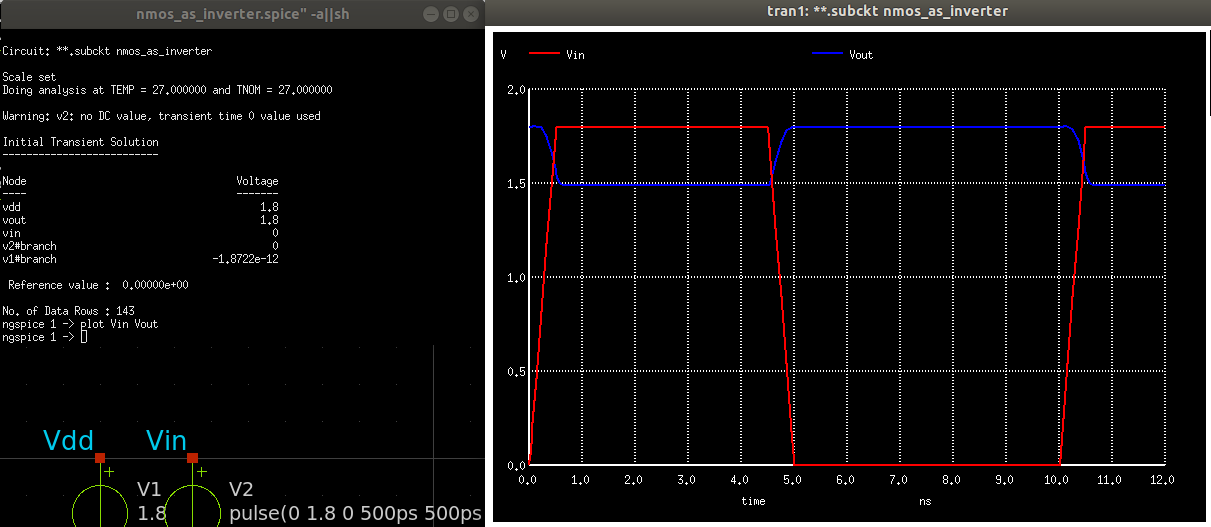 nmos_as_inverter.spice" -a||sh
Circuit: **.subckt nmos_as_inverter
Scale set
Doing analysis at TEMP = 27.000000 and TNOM = 27.000000
Warning: v2: no DC value, transient time 0 value used
Initial Transient Solution
--------------------------
Node Voltage
---- -------
vdd 1.8
vout 1.8
vin 0
v2#branch 0
v1#branch -1.8722e-12
Reference value : 0.00000e+00
No. of Data Rows : 143
ngspice 1 -> plot Vin Vout
ngspice 1 ->
Vdd Vin
+ +
V1 V2
1.8 pulse(0 1.8 0 500ps 500ps
tran1: **.subckt nmos_as_inverter
V Vin Vout
2.0
1.5
1.0
0.5
0.0
0.0 1.0 2.0 3.0 4.0 5.0 6.0 7.0 8.0 9.0 10.0 11.0 12.0
time ns